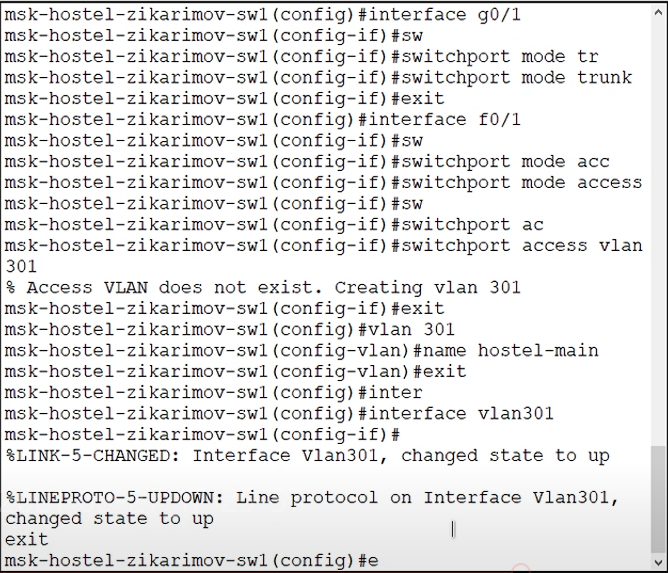 msk-hostel-zikarimov-sw1(config)#interface g0/1
msk-hostel-zikarimov-sw1(config-if)#sw
msk-hostel-zikarimov-sw1(config-if)#switchport mode tr
msk-hostel-zikarimov-sw1(config-if)#switchport mode trunk
msk-hostel-zikarimov-sw1(config-if)#exit
msk-hostel-zikarimov-sw1(config)#interface f0/1
msk-hostel-zikarimov-sw1(config-if)#sw
msk-hostel-zikarimov-sw1(config-if)#switchport mode acc
msk-hostel-zikarimov-sw1(config-if)#switchport mode access
msk-hostel-zikarimov-sw1(config-if)#sw
msk-hostel-zikarimov-sw1(config-if)#switchport ac
msk-hostel-zikarimov-sw1(config-if)#switchport access vlan
301
% Access VLAN does not exist. Creating vlan 301
msk-hostel-zikarimov-sw1(config-if)#exit
msk-hostel-zikarimov-sw1(config)#vlan 301
msk-hostel-zikarimov-sw1(config-vlan)#name hostel-main
msk-hostel-zikarimov-sw1(config-vlan)#exit
msk-hostel-zikarimov-sw1(config)#inter
msk-hostel-zikarimov-sw1(config)#interface vlan301
msk-hostel-zikarimov-sw1(config-if)#
%LINK-5-CHANGED: Interface Vlan301, changed state to up
%LINEPROTO-5-UPDOWN: Line protocol on Interface Vlan301,
changed state to up
exit
msk-hostel-zikarimov-sw1(config)#e